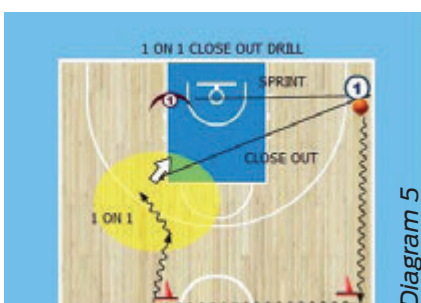 1 ON 1 CLOSE OUT DRILL
SPRINT
1
1
CLOSE OUT
1 ON 1
Diagram 5